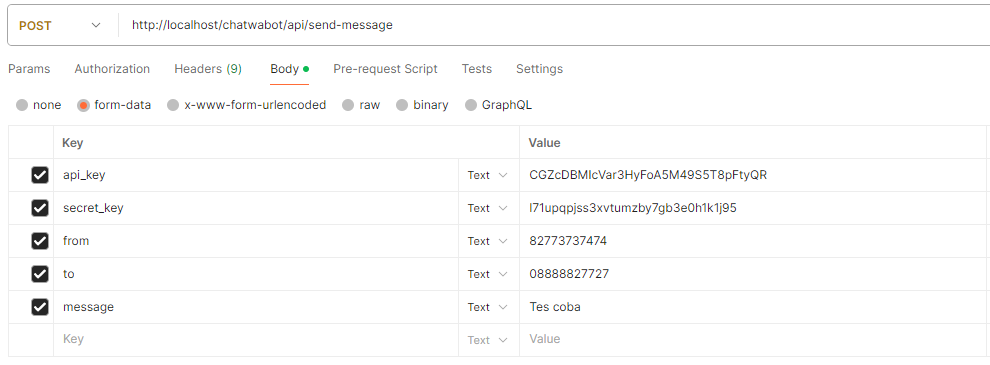 POST http://localhost/chatwabot/api/send-message
Params Authorization Headers (9) Body Pre-request Script Tests Settings
none form-data x-www-form-urlencoded raw binary GraphQL
Key Value
api_key Text CGZcDBMIcVar3HyFoA5M49S5T8pFtyQR
secret_key Text l71upqpjss3xvtumzby7gb3e0h1k1j95
from Text 82773737474
to Text 08888827727
message Text Tes coba
Key Text Value